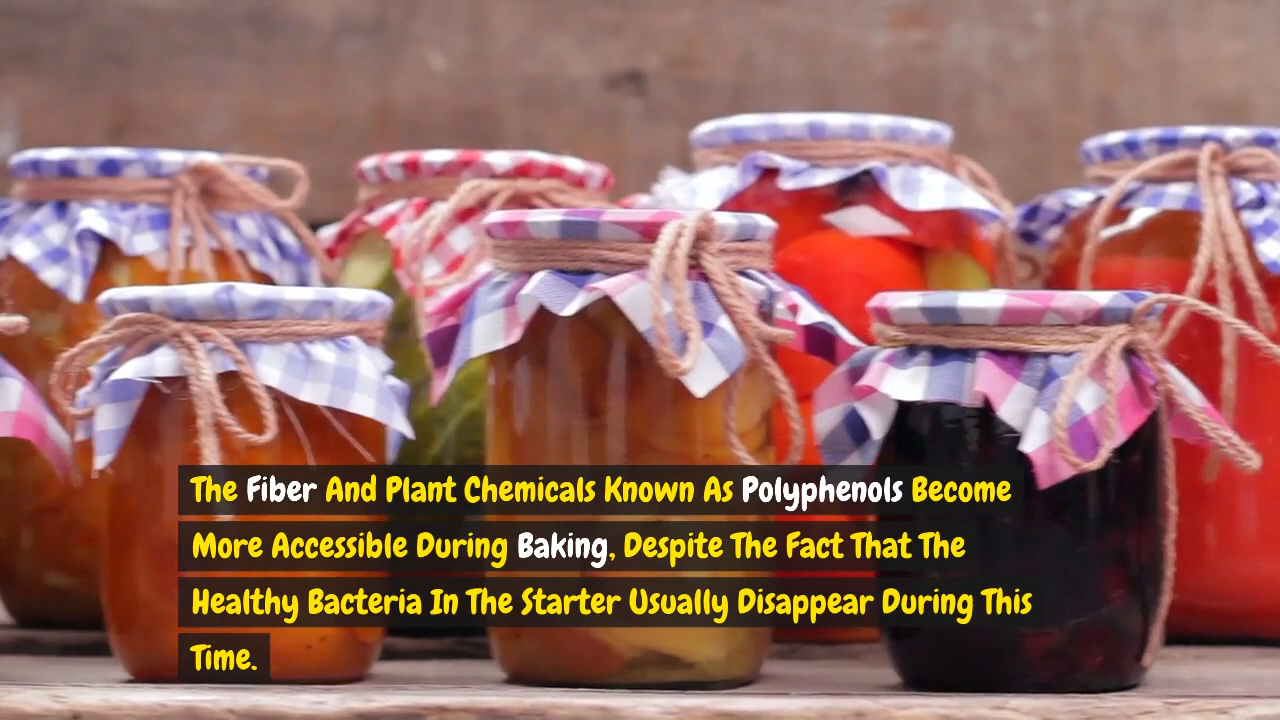 The Fiber And Plant Chemicals Known As Polyphenols Become
More Accessible During Baking, Despite The Fact That The
Healthy Bacteria In The Starter Usually Disappear During This
Time.